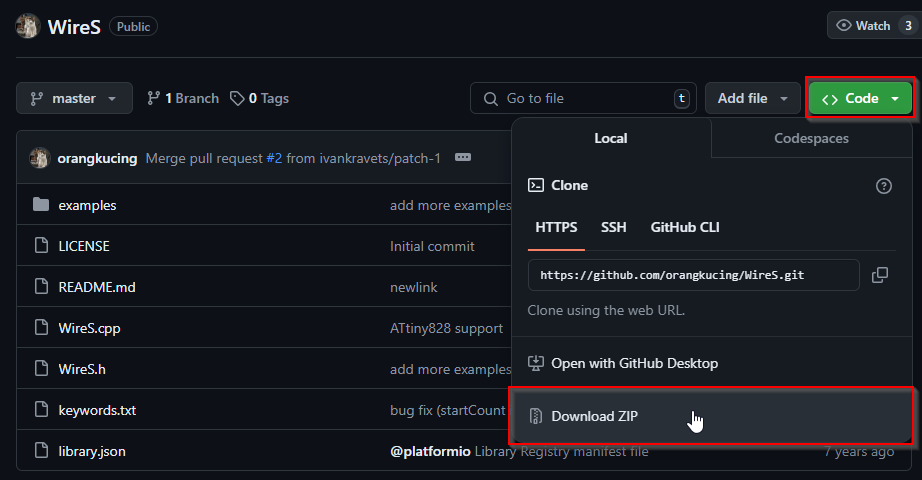 WireS Public Watch 3
master 1 Branch 0 Tags Go to file t Add file Code
Local Codespaces
orangkucing Merge pull request #2 from ivankravets/patch-1
Clone
examples add more examples
HTTPS SSH GitHub CLI
LICENSE Initial commit
https://github.com/orangkucing/WireS.git
README.md newlink
Clone using the web URL.
WireS.cpp ATtiny828 support
Open with GitHub Desktop
WireS.h add more examples
keywords.txt bug fix (startCount
Download ZIP
library.json @platformio Library Registry manifest file 7 years ago